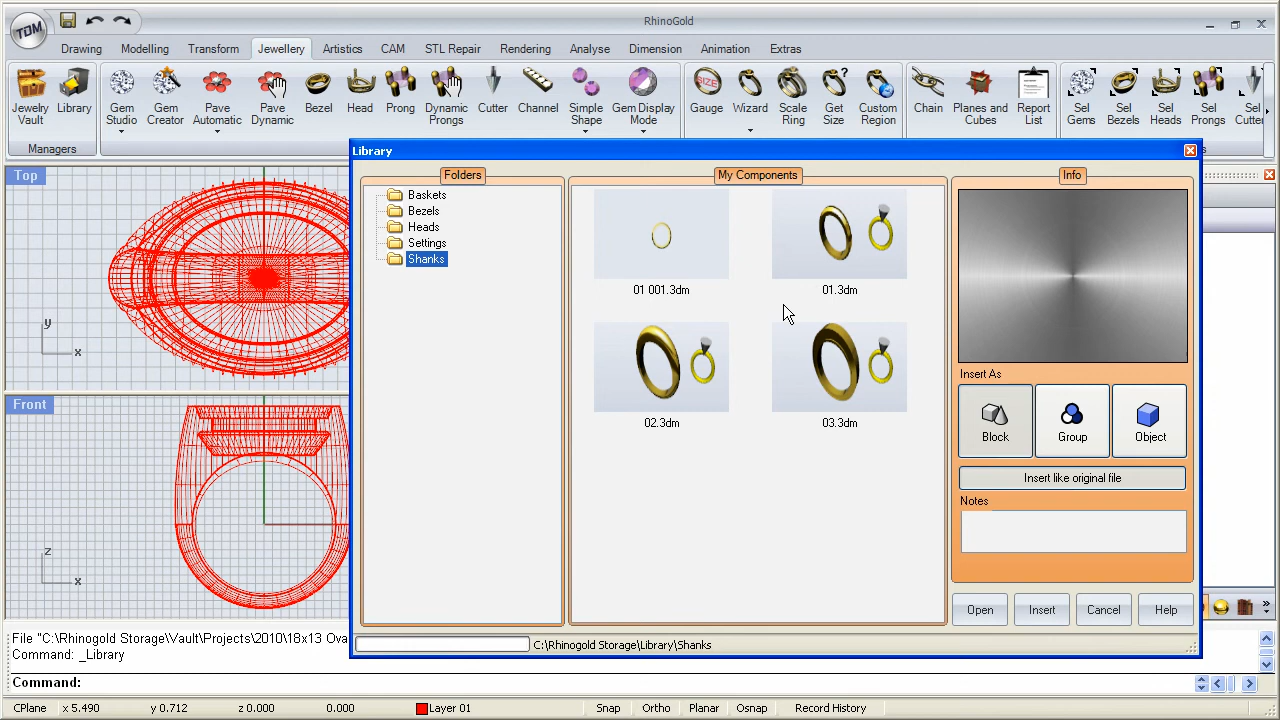 TDM
RhinoGold
Drawing Modelling Transform Jewellery Artistics CAM STL Repair Rendering Analyse Dimension Animation Extras
Jewelry Vault
Library
Gem Studio
Gem Creator
Pave Automatic
Pave Dynamic
Bezel
Head
Prong
Dynamic Prongs
Cutter
Channel
Simple Shape
Gem Display Mode
SIZE
Gauge
Wizard
Scale Ring
Get Size
Custom Region
Chain
Planes and Cubes
Report List
Sel Gems
Sel Bezels
Sel Heads
Sel Prongs
Sel Cutter
Managers
Library
Top
y
x
Front
z
x
Folders
Baskets
Bezels
Heads
Settings
Shanks
My Components
01 001.3dm
01.3dm
02.3dm
03.3dm
Info
Insert As
Block
Group
Object
Insert like original file
Notes
Open
Insert
Cancel
Help
C:\Rhinogold Storage\Library\Shanks
File "C:\Rhinogold Storage\Vault\Projects\2010\18x13 Ova
Command: _Library
Command:
CPlane x 5.490 y 0.712 z 0.000 0.000 Layer 01 Snap Ortho Planar Osnap Record History